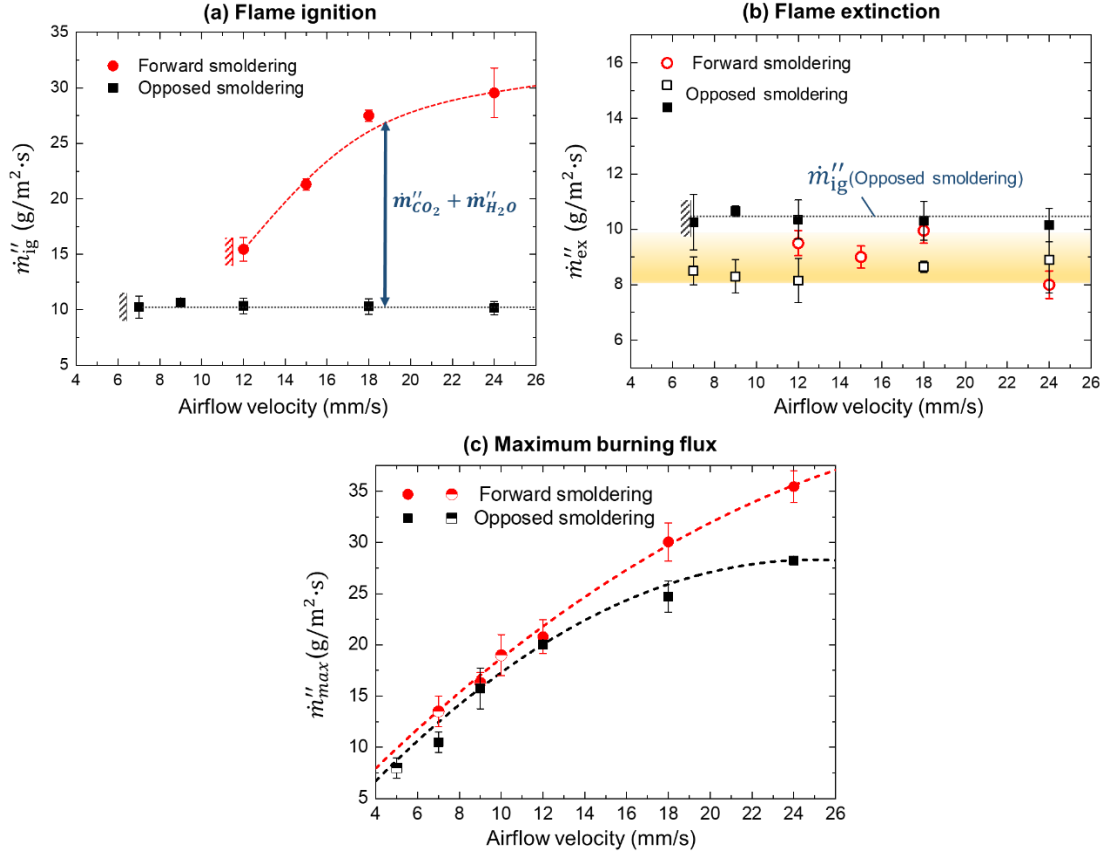 (a) Flame ignition
Forward smoldering
Opposed smoldering
ṁ″CO₂ + ṁ″H₂O
ṁ″ig (g/m²·s)
35
30
25
20
15
10
5
4 6 8 10 12 14 16 18 20 22 24 26
Airflow velocity (mm/s)
(b) Flame extinction
Forward smoldering
Opposed smoldering
ṁ″ig (Opposed smoldering)
ṁ″ex (g/m²·s)
16
14
12
10
8
6
4 6 8 10 12 14 16 18 20 22 24 26
Airflow velocity (mm/s)
(c) Maximum burning flux
Forward smoldering
Opposed smoldering
ṁ″max (g/m²·s)
35
30
25
20
15
10
5
4 6 8 10 12 14 16 18 20 22 24 26
Airflow velocity (mm/s)